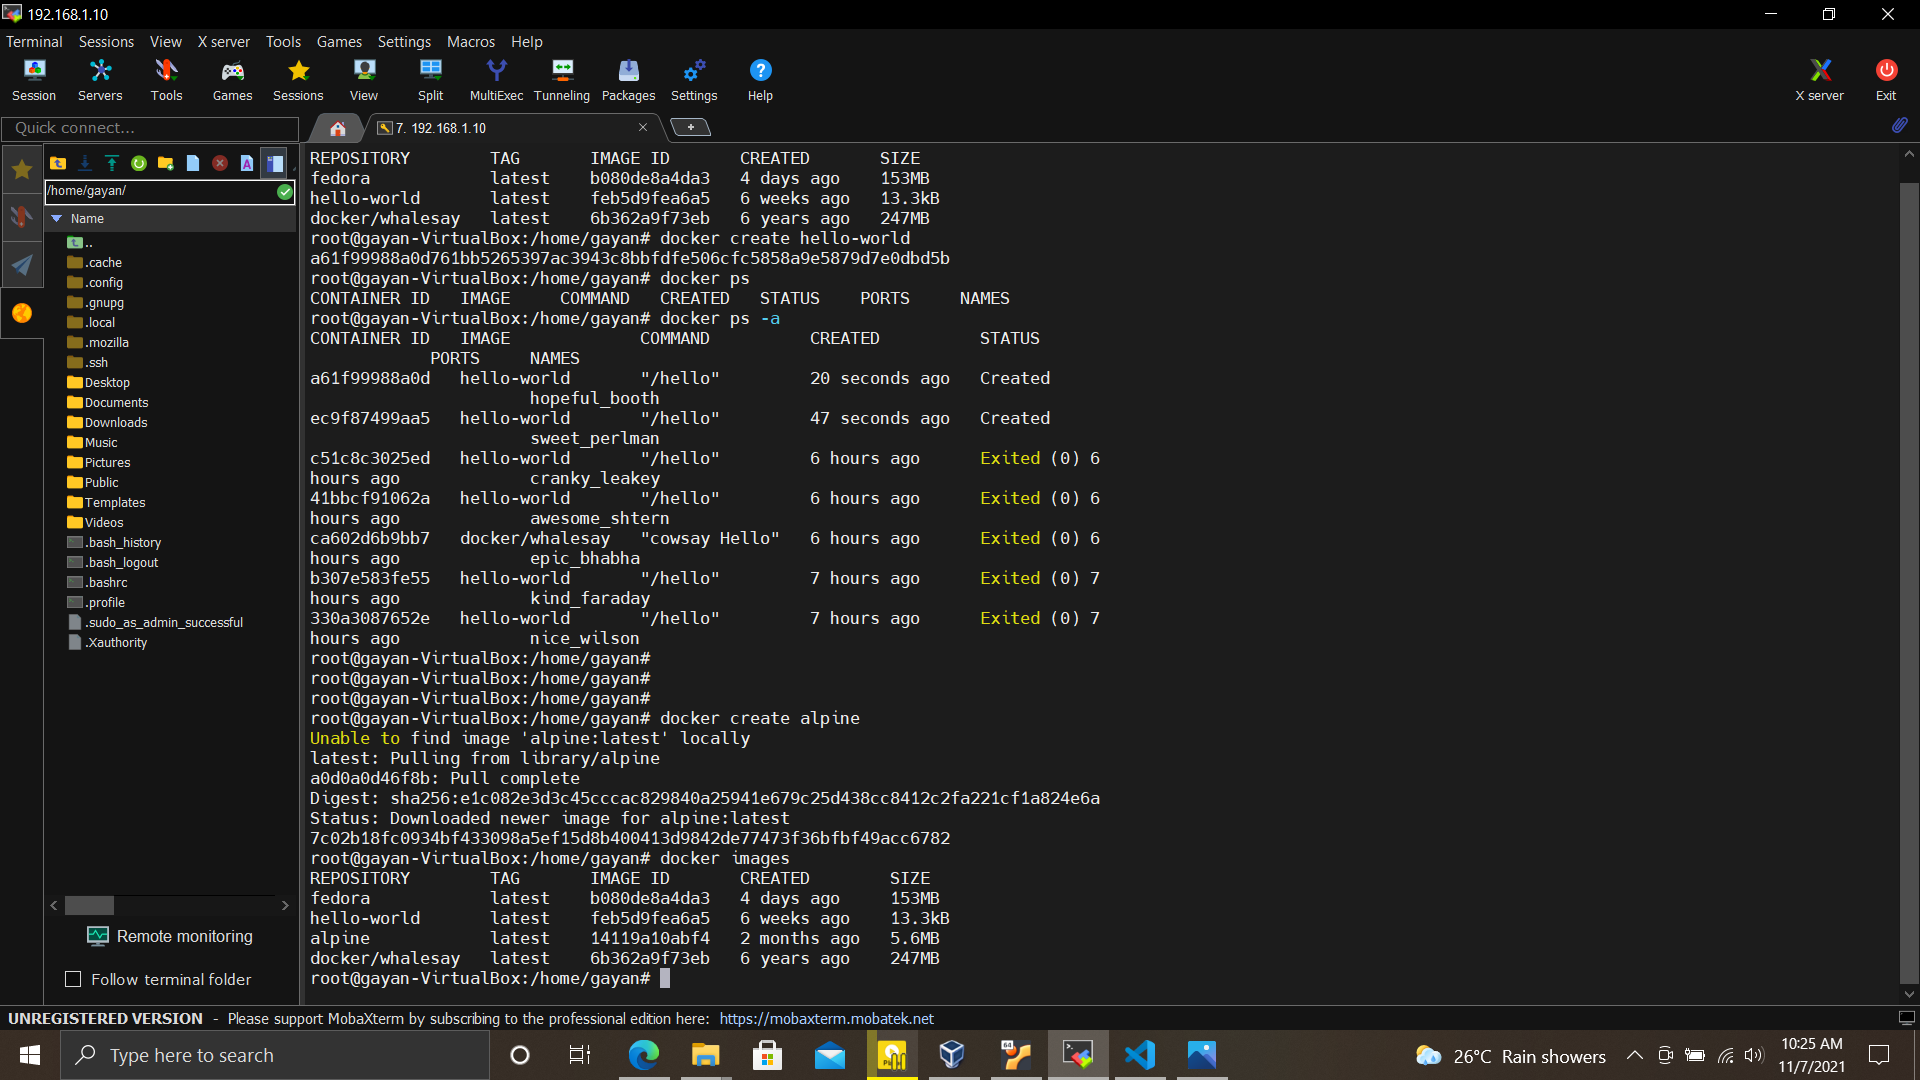 192.168.1.10
Terminal Sessions View X server Tools Games Settings Macros Help
Session Servers Tools Games Sessions View Split MultiExec Tunneling Packages Settings Help X server Exit
Quick connect...
7. 192.168.1.10
/home/gayan/
Name
..
.cache
.config
.gnupg
.local
.mozilla
.ssh
Desktop
Documents
Downloads
Music
Pictures
Public
Templates
Videos
.bash_history
.bash_logout
.bashrc
.profile
.sudo_as_admin_successful
.Xauthority
Remote monitoring
Follow terminal folder
REPOSITORY TAG IMAGE ID CREATED SIZE
fedora latest b080de8a4da3 4 days ago 153MB
hello-world latest feb5d9fea6a5 6 weeks ago 13.3kB
docker/whalesay latest 6b362a9f73eb 6 years ago 247MB
root@gayan-VirtualBox:/home/gayan# docker create hello-world
a61f99988a0d761bb5265397ac3943c8bbfdfe506cfc5858a9e5879d7e0dbd5b
root@gayan-VirtualBox:/home/gayan# docker ps
CONTAINER ID IMAGE COMMAND CREATED STATUS PORTS NAMES
root@gayan-VirtualBox:/home/gayan# docker ps -a
CONTAINER ID IMAGE COMMAND CREATED STATUS
PORTS NAMES
a61f99988a0d hello-world "/hello" 20 seconds ago Created
hopeful_booth
ec9f87499aa5 hello-world "/hello" 47 seconds ago Created
sweet_perlman
c51c8c3025ed hello-world "/hello" 6 hours ago Exited (0) 6
hours ago cranky_leakey
41bbcf91062a hello-world "/hello" 6 hours ago Exited (0) 6
hours ago awesome_shtern
ca602d6b9bb7 docker/whalesay "cowsay Hello" 6 hours ago Exited (0) 6
hours ago epic_bhabha
b307e583fe55 hello-world "/hello" 7 hours ago Exited (0) 7
hours ago kind_faraday
330a3087652e hello-world "/hello" 7 hours ago Exited (0) 7
hours ago nice_wilson
root@gayan-VirtualBox:/home/gayan#
root@gayan-VirtualBox:/home/gayan#
root@gayan-VirtualBox:/home/gayan#
root@gayan-VirtualBox:/home/gayan# docker create alpine
Unable to find image 'alpine:latest' locally
latest: Pulling from library/alpine
a0d0a0d46f8b: Pull complete
Digest: sha256:e1c082e3d3c45cccac829840a25941e679c25d438cc8412c2fa221cf1a824e6a
Status: Downloaded newer image for alpine:latest
7c02b18fc0934bf433098a5ef15d8b400413d9842de77473f36bfbf49acc6782
root@gayan-VirtualBox:/home/gayan# docker images
REPOSITORY TAG IMAGE ID CREATED SIZE
fedora latest b080de8a4da3 4 days ago 153MB
hello-world latest feb5d9fea6a5 6 weeks ago 13.3kB
alpine latest 14119a10abf4 2 months ago 5.6MB
docker/whalesay latest 6b362a9f73eb 6 years ago 247MB
root@gayan-VirtualBox:/home/gayan#
UNREGISTERED VERSION - Please support MobaXterm by subscribing to the professional edition here: https://mobaxterm.mobatek.net
Type here to search
64
26°C Rain showers
10:25 AM
11/7/2021